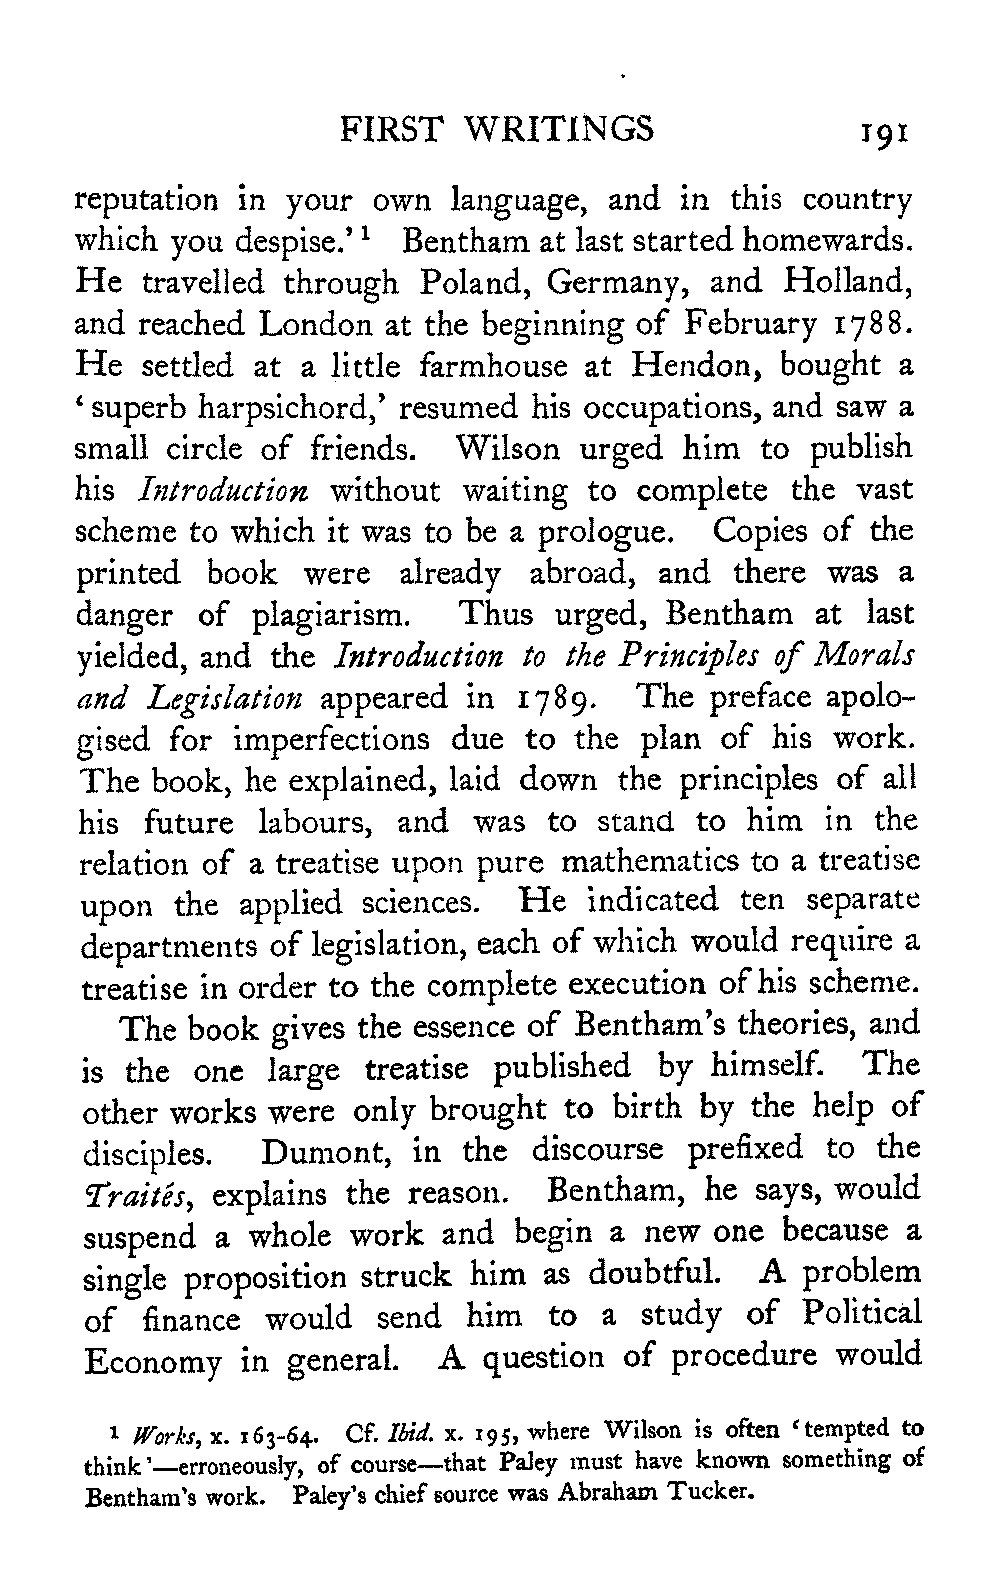 FIRST WRITINGS 191
reputation in your own language, and in this country
which you despise.’ ¹ Bentham at last started homewards.
He travelled through Poland, Germany, and Holland,
and reached London at the beginning of February 1788.
He settled at a little farmhouse at Hendon, bought a
‘ superb harpsichord,’ resumed his occupations, and saw a
small circle of friends. Wilson urged him to publish
his Introduction without waiting to complete the vast
scheme to which it was to be a prologue. Copies of the
printed book were already abroad, and there was a
danger of plagiarism. Thus urged, Bentham at last
yielded, and the Introduction to the Principles of Morals
and Legislation appeared in 1789. The preface apolo-
gised for imperfections due to the plan of his work.
The book, he explained, laid down the principles of all
his future labours, and was to stand to him in the
relation of a treatise upon pure mathematics to a treatise
upon the applied sciences. He indicated ten separate
departments of legislation, each of which would require a
treatise in order to the complete execution of his scheme.
The book gives the essence of Bentham’s theories, and
is the one large treatise published by himself. The
other works were only brought to birth by the help of
disciples. Dumont, in the discourse prefixed to the
Traités, explains the reason. Bentham, he says, would
suspend a whole work and begin a new one because a
single proposition struck him as doubtful. A problem
of finance would send him to a study of Political
Economy in general. A question of procedure would
¹ Works, x. 163-64. Cf. Ibid. x. 195, where Wilson is often ‘tempted to
think’—erroneously, of course—that Paley must have known something of
Bentham’s work. Paley’s chief source was Abraham Tucker.